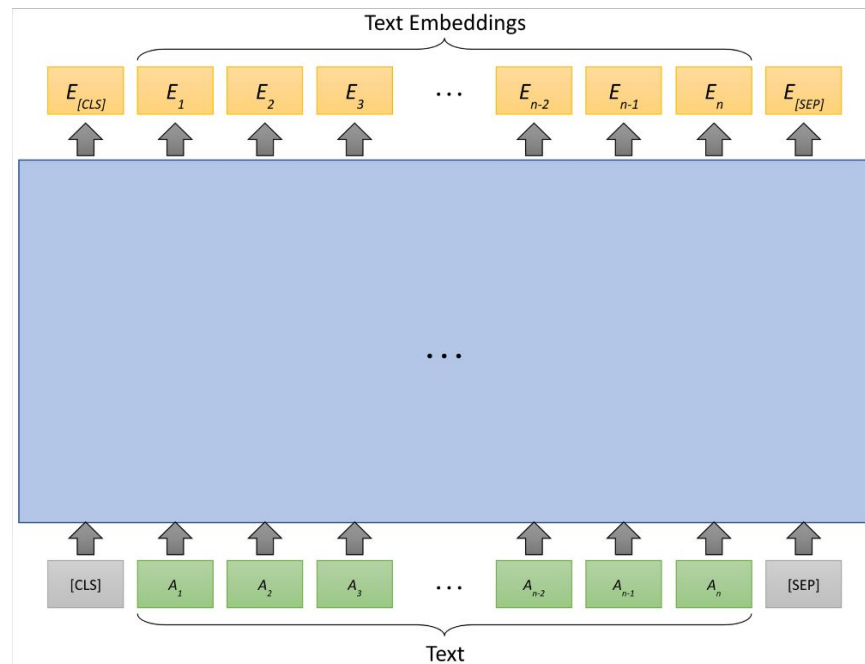 Text Embeddings
E[CLS] E1 E2 E3 ... En-2 En-1 En E[SEP]
...
[CLS] A1 A2 A3 ... An-2 An-1 An [SEP]
Text